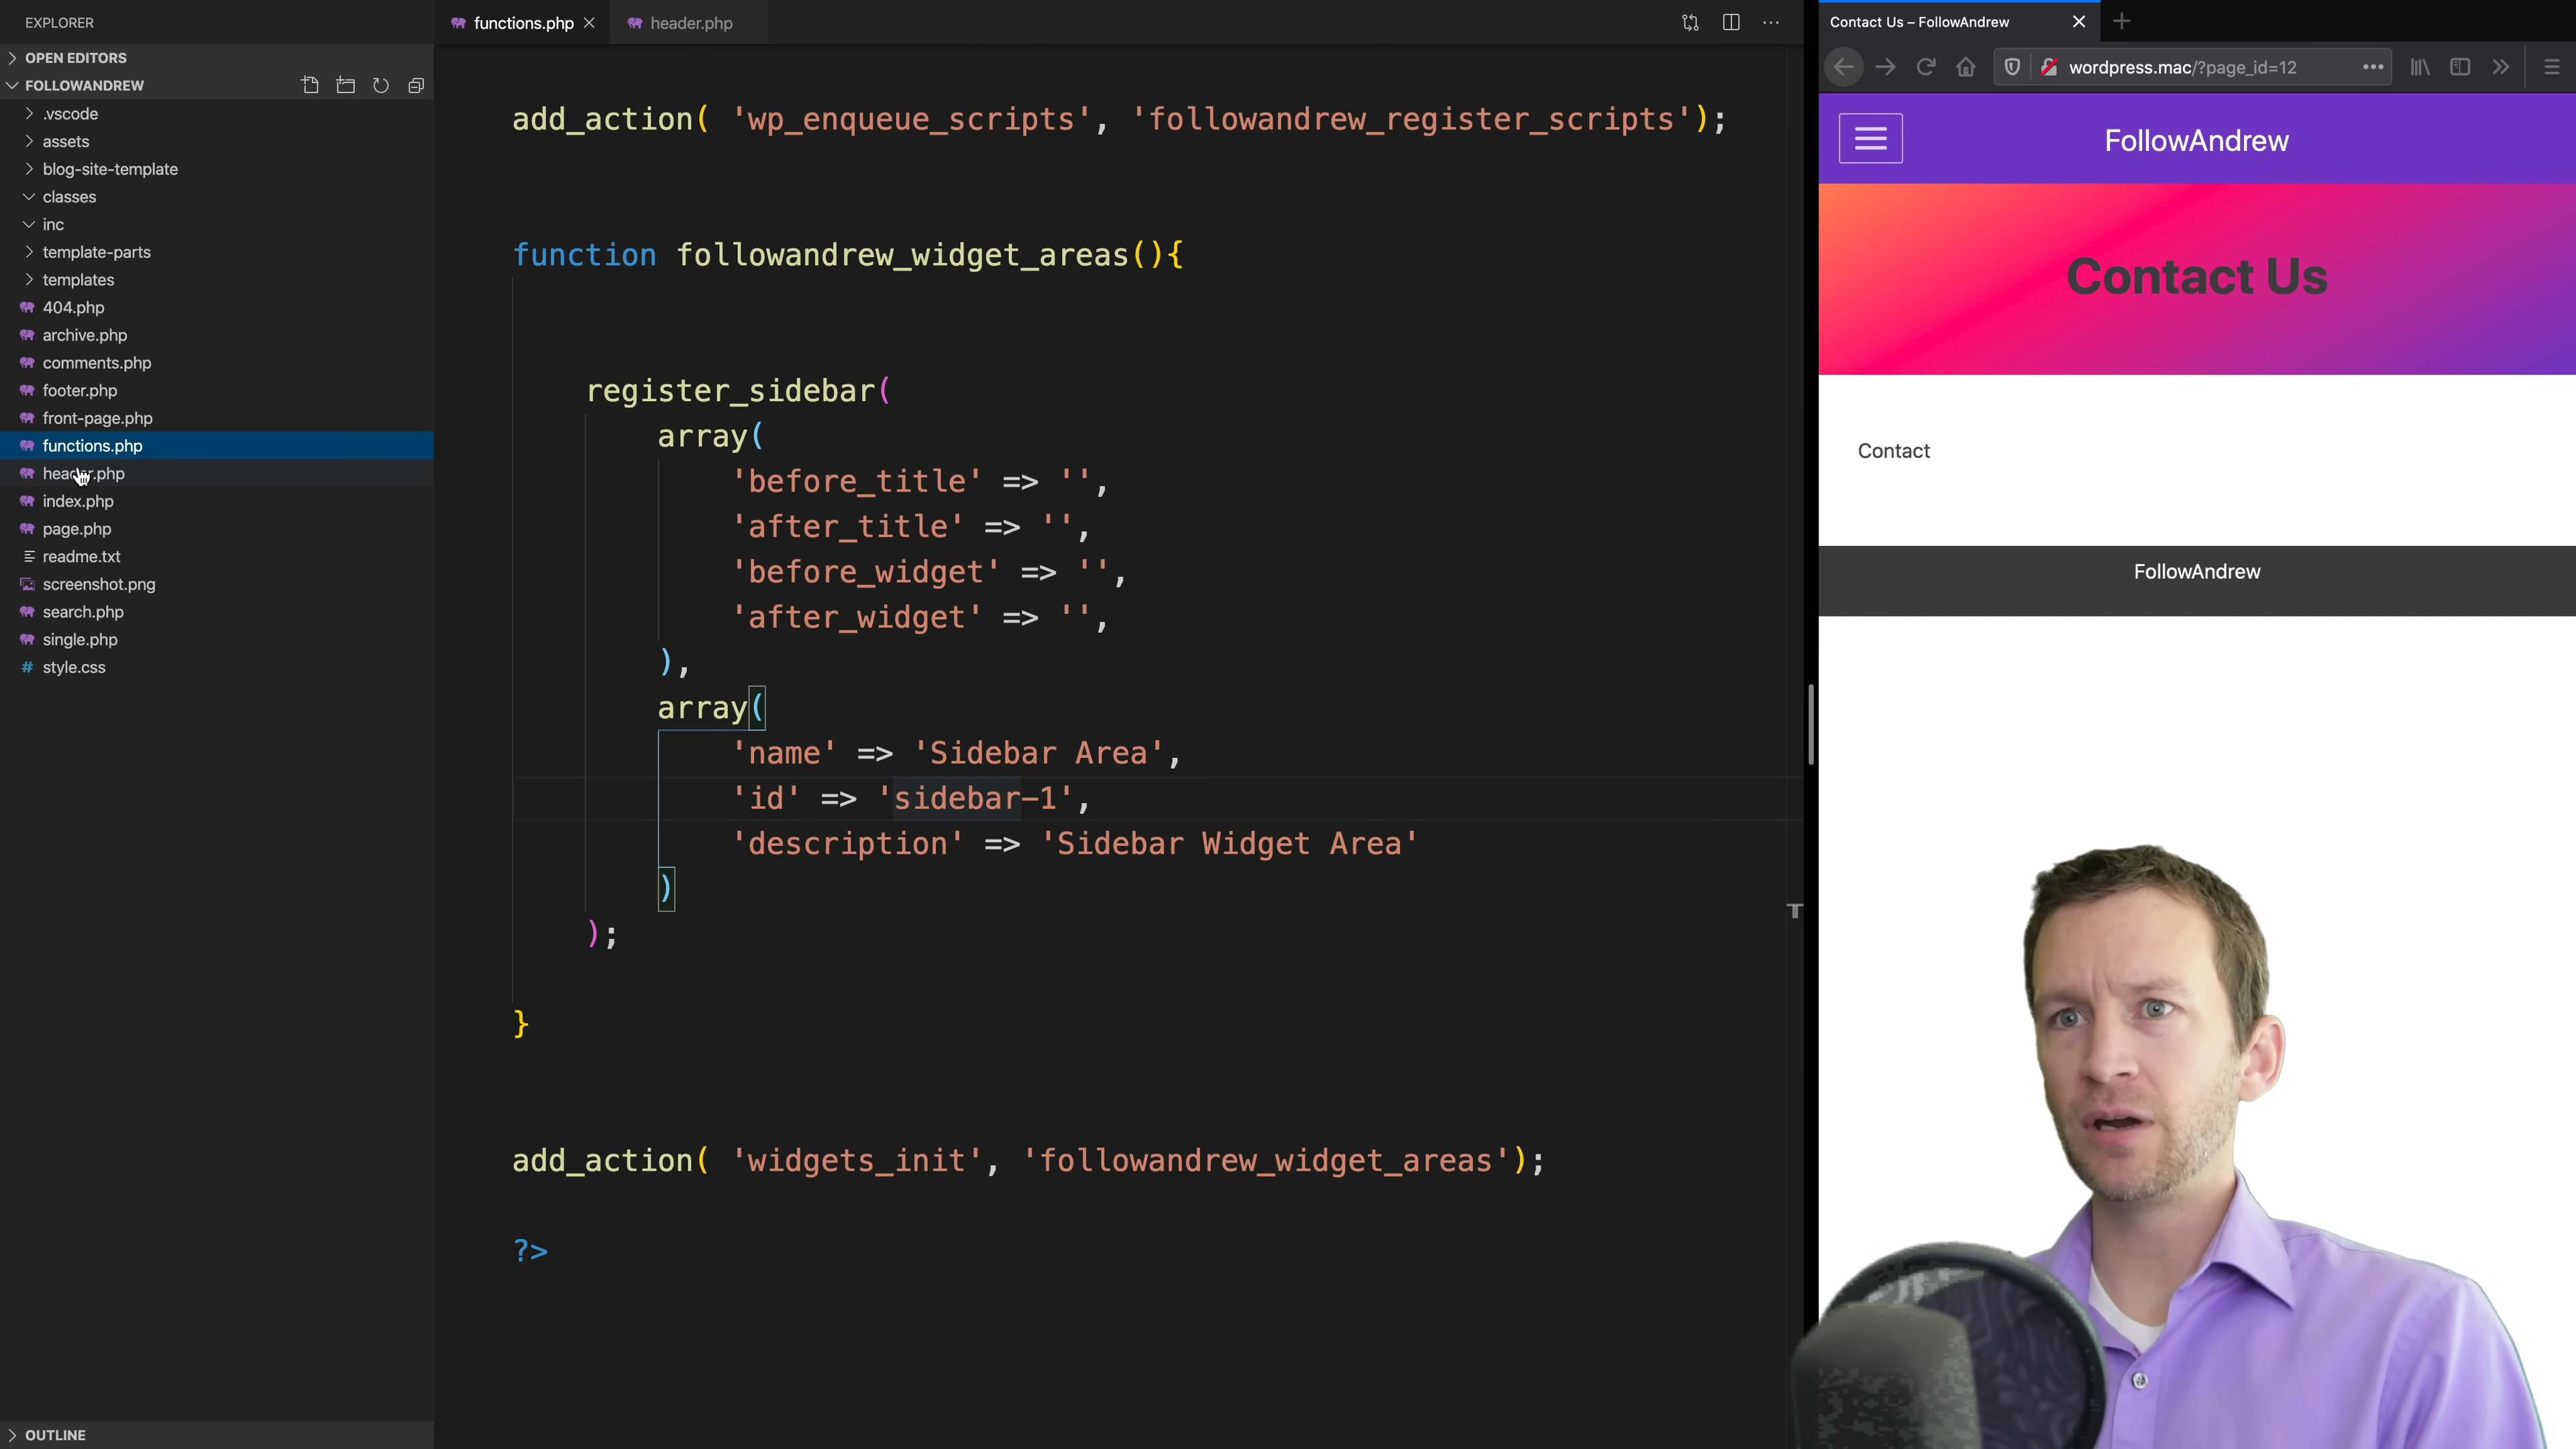 EXPLORER
OPEN EDITORS
FOLLOWANDREW
.vscode
assets
blog-site-template
classes
inc
template-parts
templates
404.php
archive.php
comments.php
footer.php
front-page.php
functions.php
header.php
index.php
page.php
readme.txt
screenshot.png
search.php
single.php
# style.css
OUTLINE
functions.php
header.php
add_action( 'wp_enqueue_scripts', 'followandrew_register_scripts');
function followandrew_widget_areas(){
register_sidebar(
array(
'before_title' => '',
'after_title' => '',
'before_widget' => '',
'after_widget' => '',
),
array(
'name' => 'Sidebar Area',
'id' => 'sidebar-1',
'description' => 'Sidebar Widget Area'
)
);
}
add_action( 'widgets_init', 'followandrew_widget_areas');
?>
Contact Us – FollowAndrew
wordpress.mac/?page_id=12
FollowAndrew
Contact Us
Contact
FollowAndrew